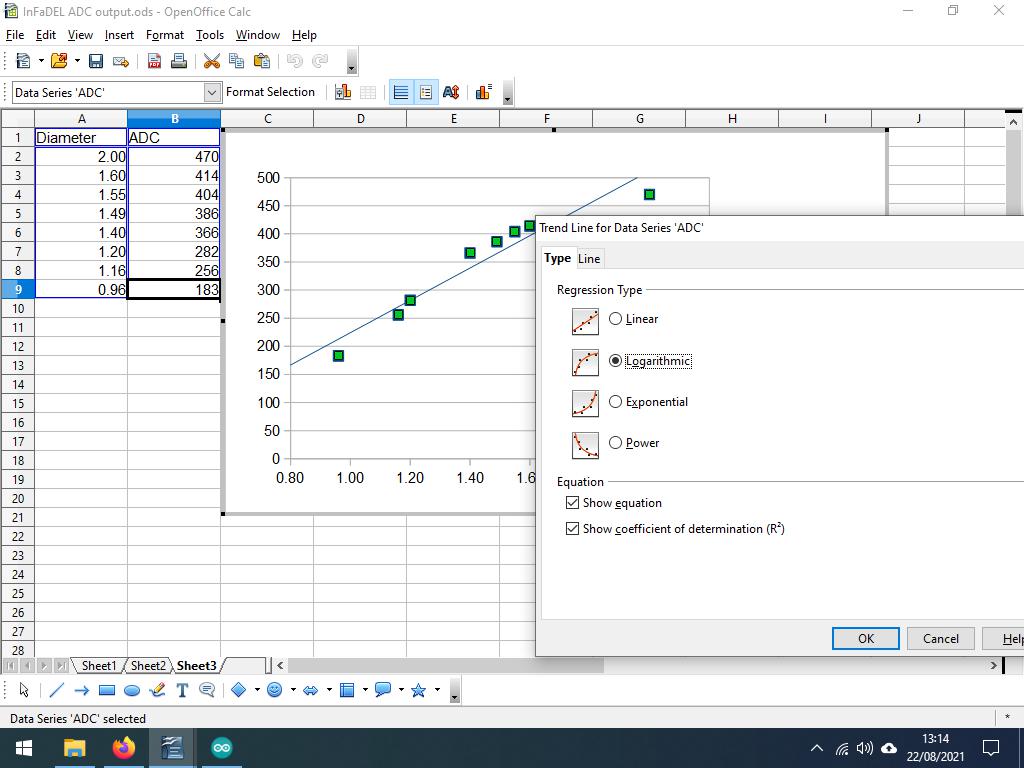 InFaDEL ADC output.ods - OpenOffice Calc
File Edit View Insert Format Tools Window Help
Data Series 'ADC' Format Selection
A B C D E F G H I J
1 Diameter ADC
2 2.00 470
3 1.60 414
4 1.55 404
5 1.49 386
6 1.40 366
7 1.20 282
8 1.16 256
9 0.96 183
10
11
12
13
14
15
16
17
18
19
20
21
22
23
24
25
26
27
28
500
450
400
350
300
250
200
150
100
50
0
0.80 1.00 1.20 1.40 1.6
Trend Line for Data Series 'ADC'
Type Line
Regression Type
Linear
Logarithmic
Exponential
Power
Equation
Show equation
Show coefficient of determination (R²)
OK Cancel Help
Sheet1 Sheet2 Sheet3
Data Series 'ADC' selected *
13:14
22/08/2021